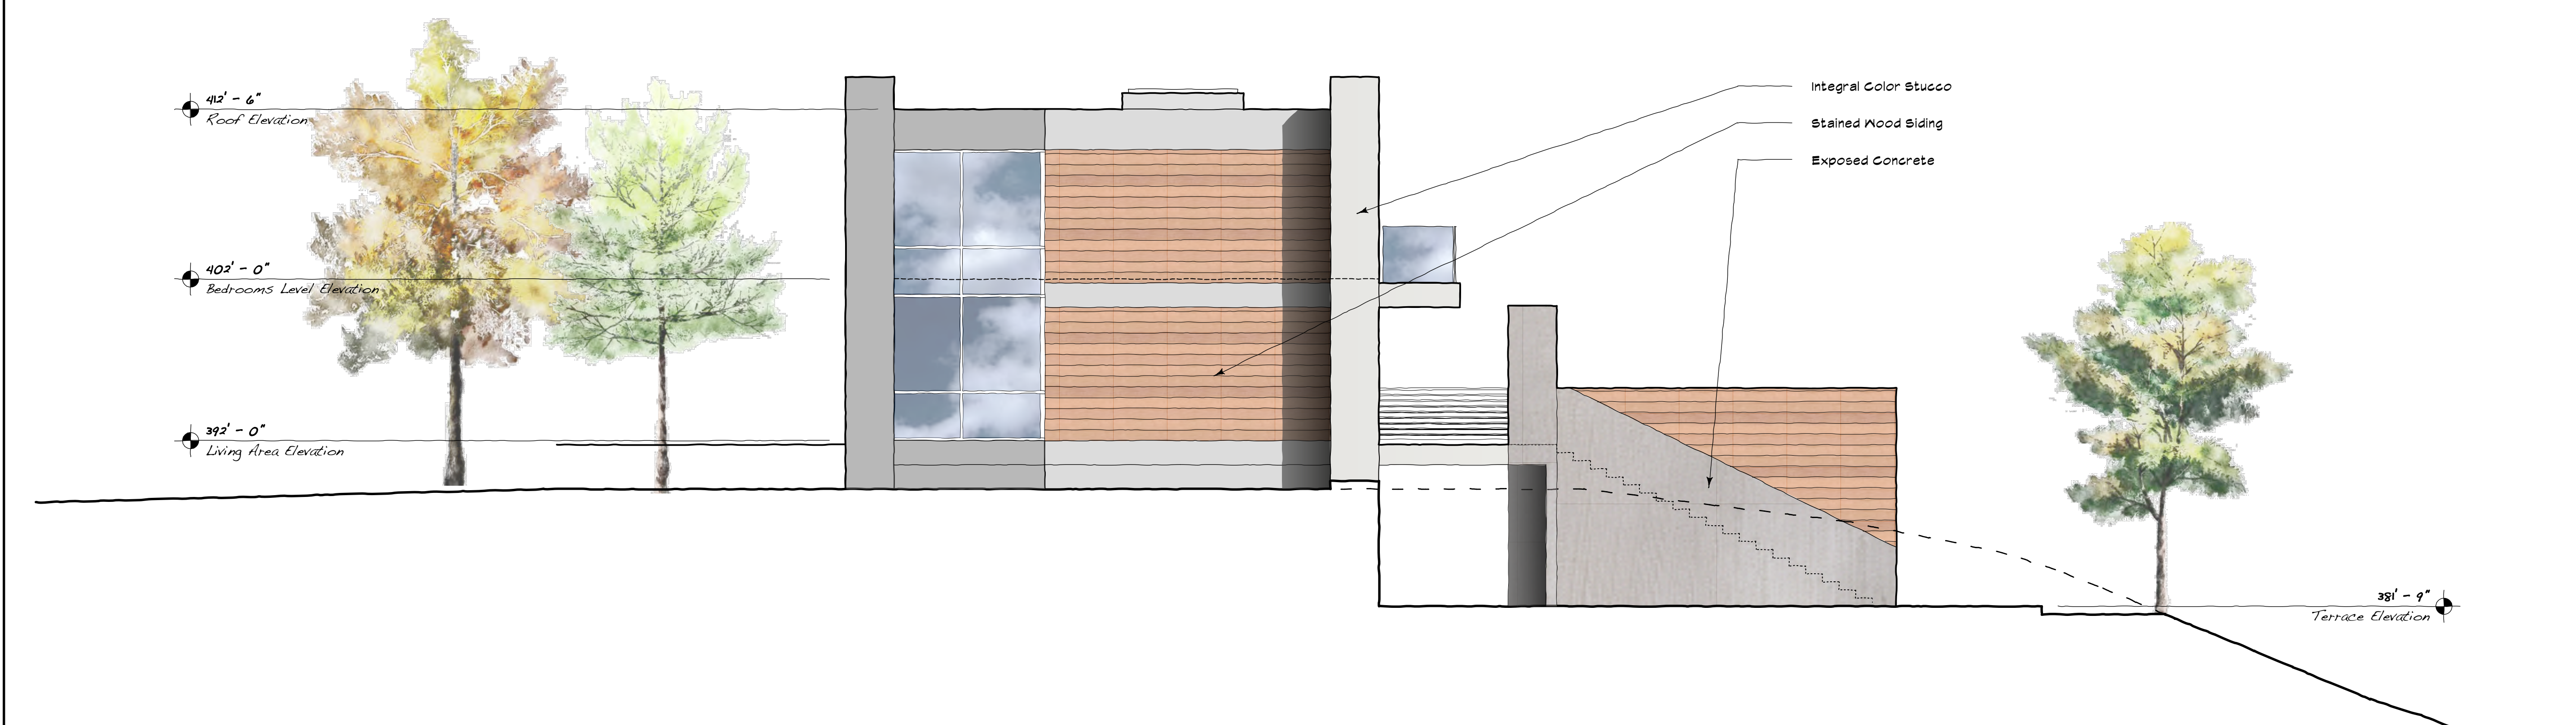 412' - 6"
Roof Elevation
402' - 0"
Bedrooms Level Elevation
392' - 0"
Living Area Elevation
Integral Color Stucco
Stained Wood Siding
Exposed Concrete
381' - 9"
Terrace Elevation